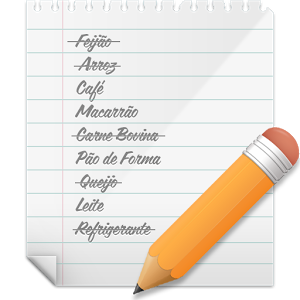 Feijão
Arroz
Café
Macarrão
Carne Bovina
Pão de Forma
Queijo
Leite
Refrigerante